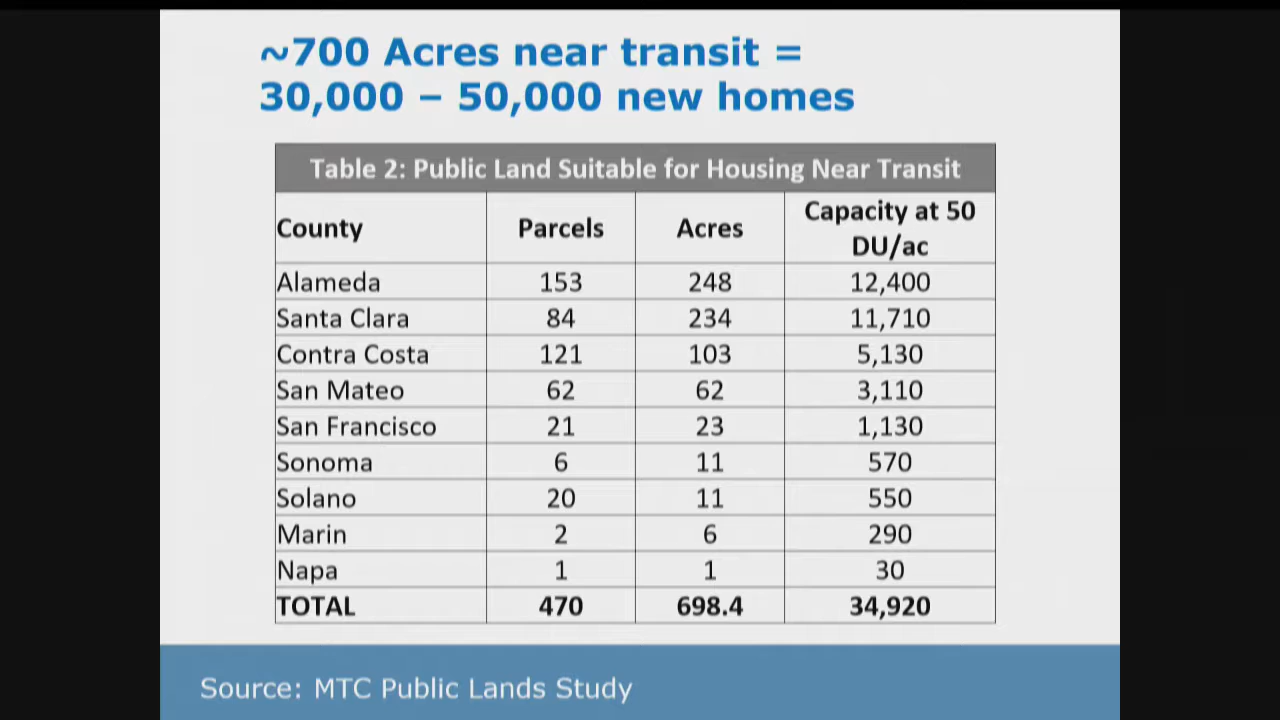 ~700 Acres near transit =
30,000 – 50,000 new homes
Table 2: Public Land Suitable for Housing Near Transit
County Parcels Acres Capacity at 50 DU/ac
Alameda 153 248 12,400
Santa Clara 84 234 11,710
Contra Costa 121 103 5,130
San Mateo 62 62 3,110
San Francisco 21 23 1,130
Sonoma 6 11 570
Solano 20 11 550
Marin 2 6 290
Napa 1 1 30
TOTAL 470 698.4 34,920
Source: MTC Public Lands Study